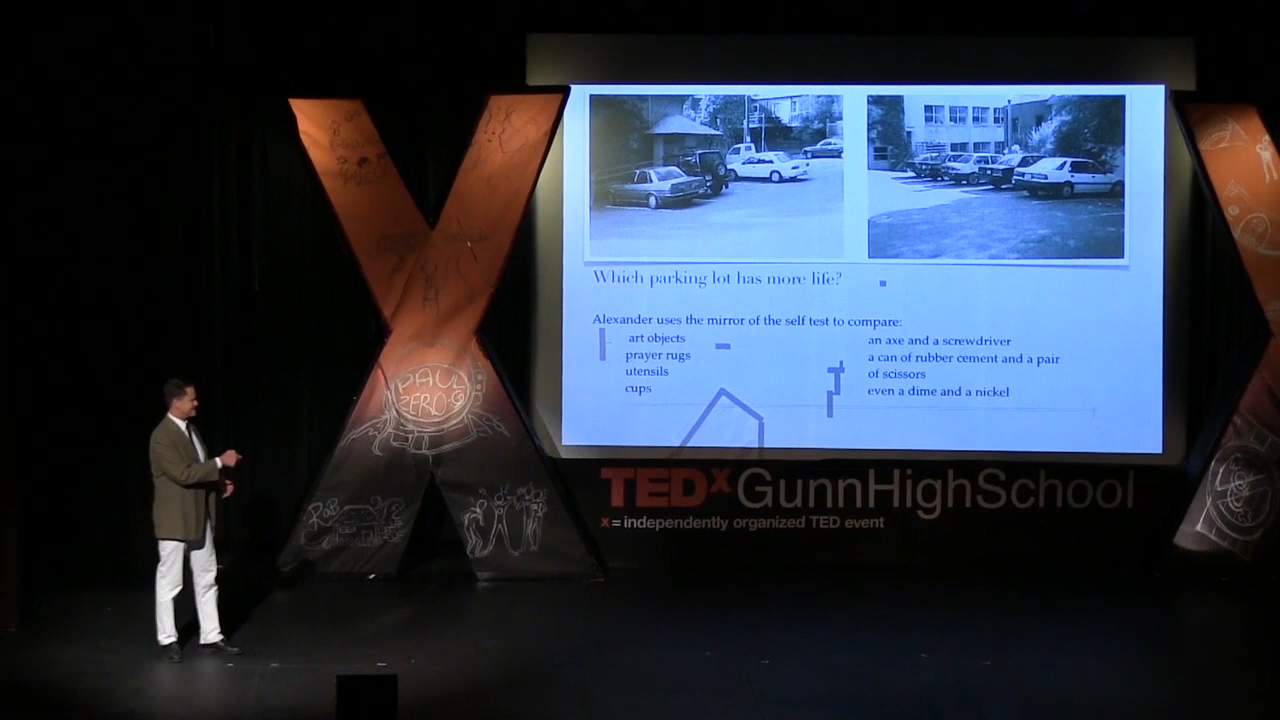 Which parking lot has more life?
Alexander uses the mirror of the self test to compare:
art objects
prayer rugs
utensils
cups
an axe and a screwdriver
a can of rubber cement and a pair
of scissors
even a dime and a nickel
PAUL
ZERO-G
ROB
TEDxGunnHighSchool
x = independently organized TED event